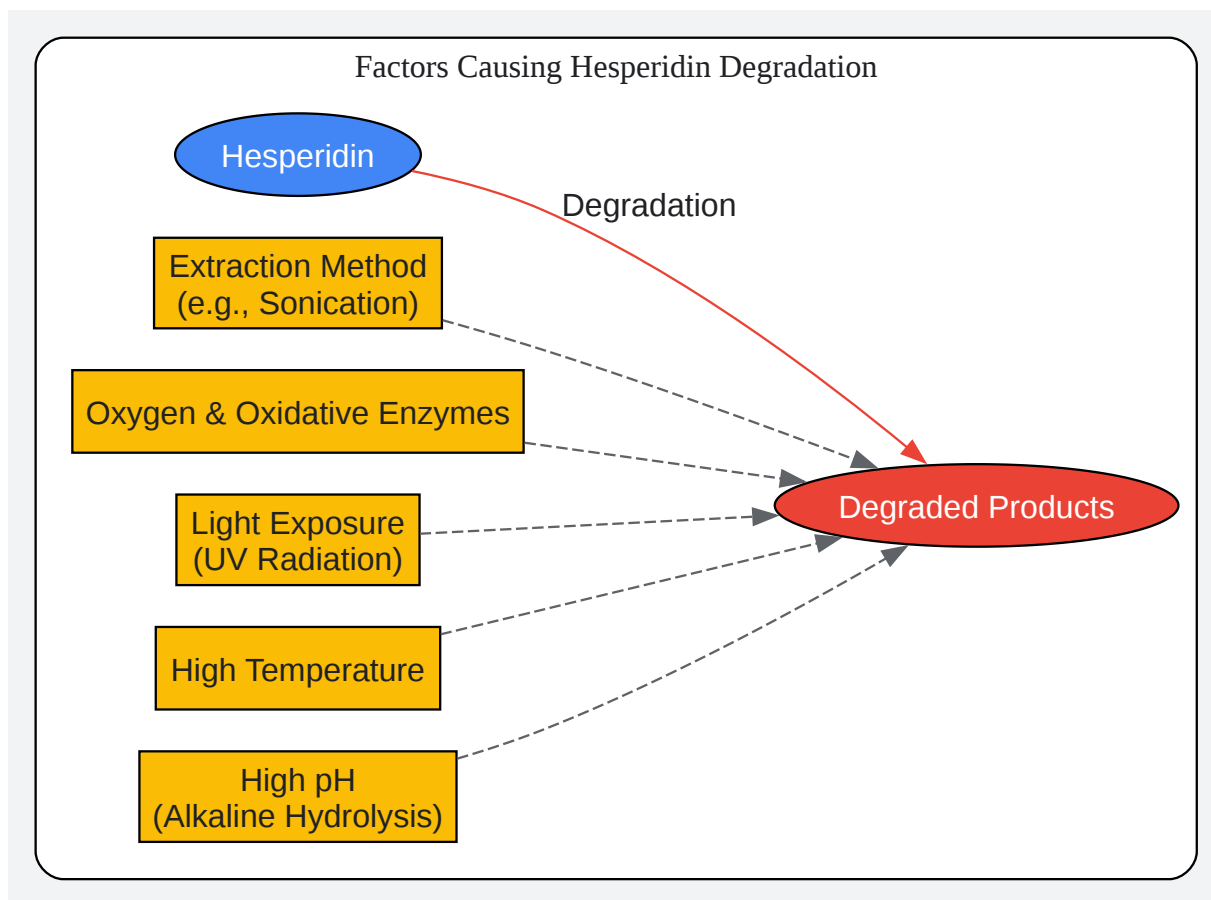 Factors Causing Hesperidin Degradation
Hesperidin
Degradation
Extraction Method
(e.g., Sonication)
Oxygen & Oxidative Enzymes
Degraded Products
Light Exposure
(UV Radiation)
High Temperature
High pH
(Alkaline Hydrolysis)